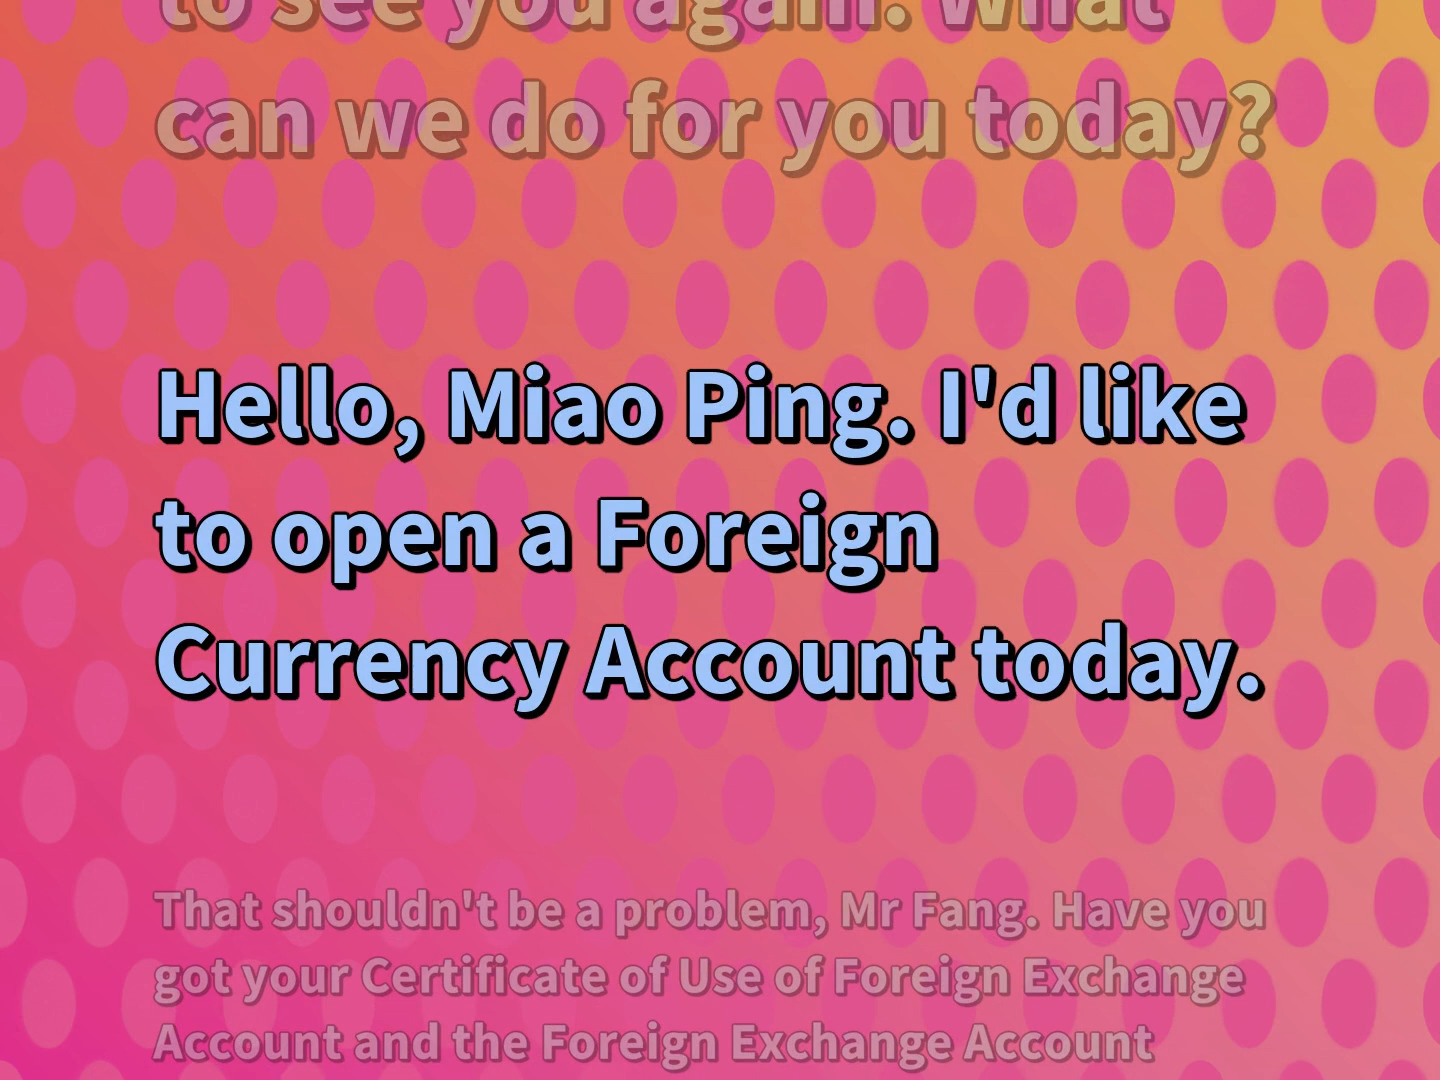 to see you again. What
can we do for you today?
Hello, Miao Ping. I'd like
to open a Foreign
Currency Account today.
That shouldn't be a problem, Mr Fang. Have you
got your Certificate of Use of Foreign Exchange
Account and the Foreign Exchange Account